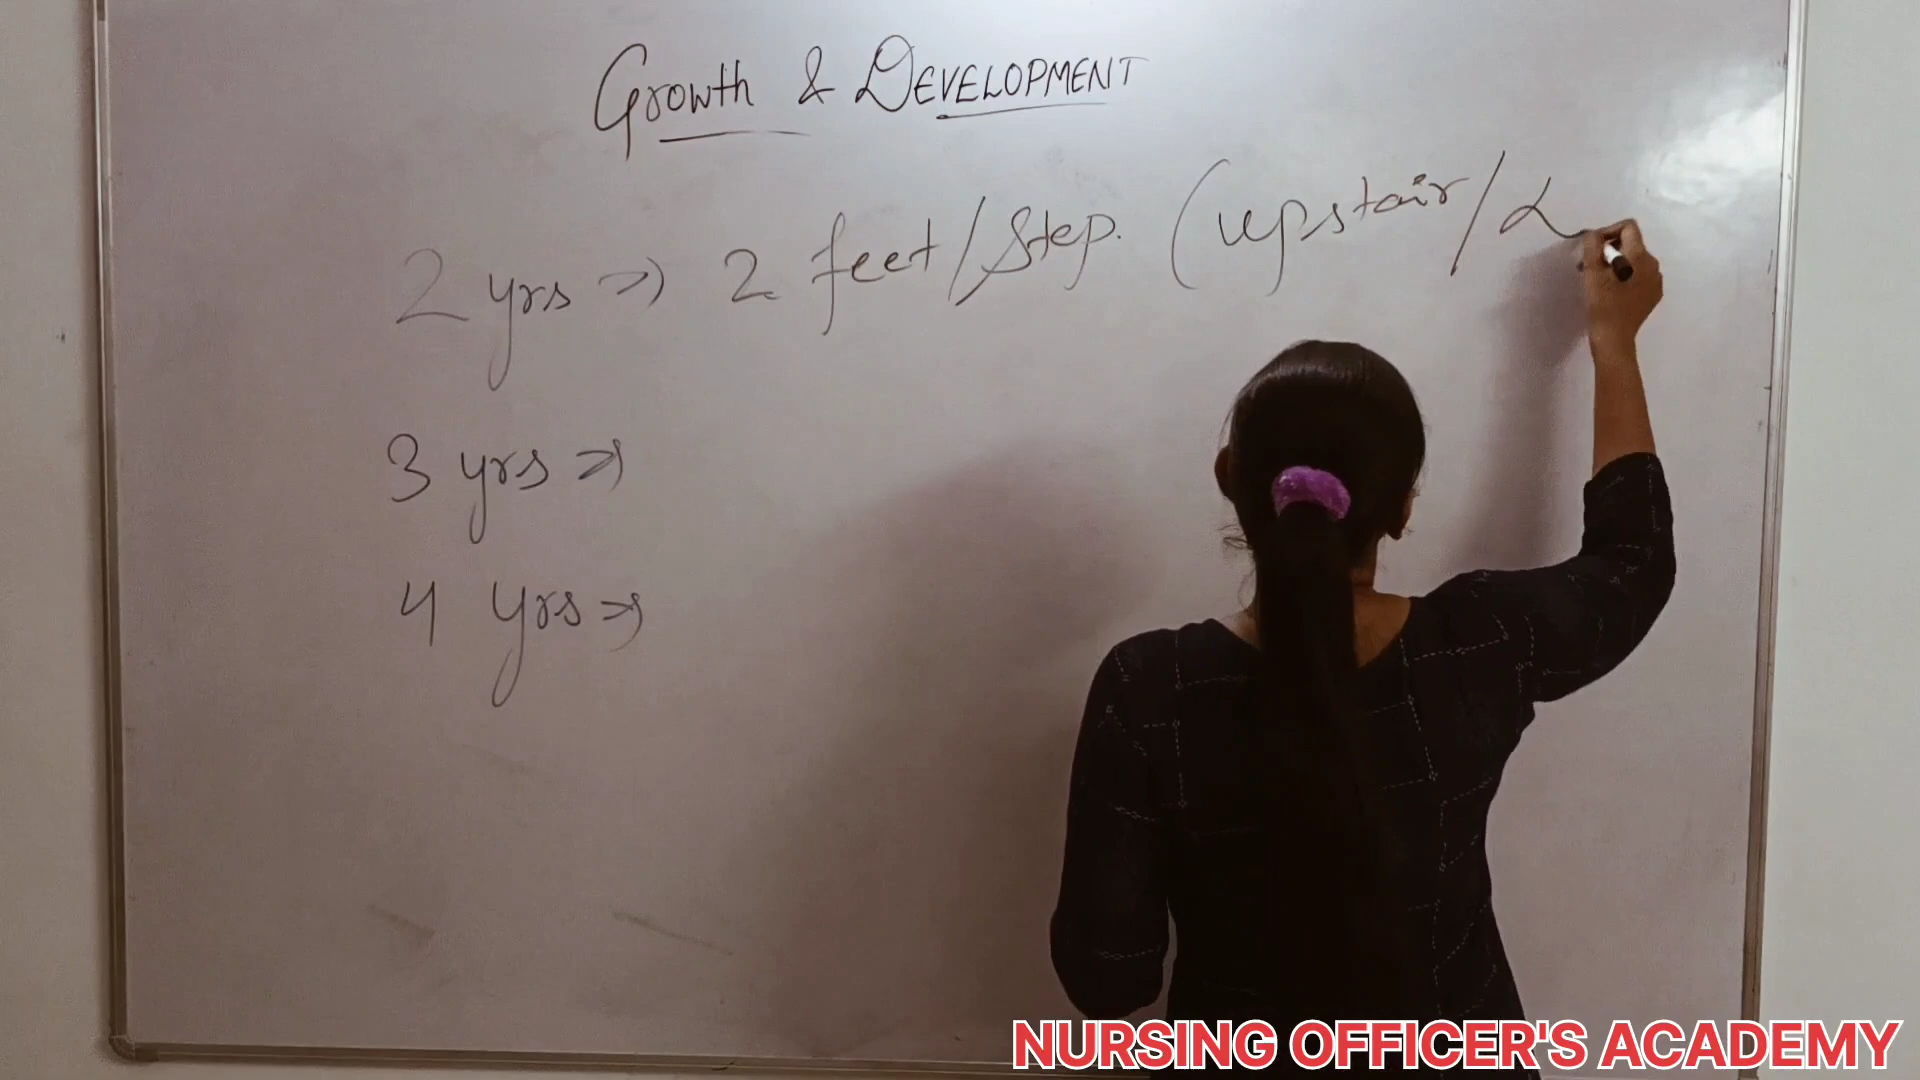 Growth & DEVELOPMENT
2 yrs => 2 feet/step. (upstair/
3 yrs =>
4 yrs =>
NURSING OFFICER'S ACADEMY